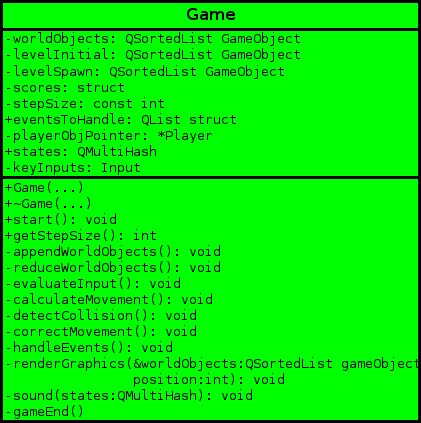 Game
-worldObjects: QSortedList GameObject
-levelInitial: QSortedList GameObject
-levelSpawn: QSortedList GameObject
-scores: struct
-stepSize: const int
+eventsToHandle: QList struct
-playerObjPointer: *Player
+states: QMultiHash
-keyInputs: Input
+Game(...)
+~Game(...)
+start(): void
+getStepSize(): int
-appendWorldObjects(): void
-reduceWorldObjects(): void
-evaluateInput(): void
-calculateMovement(): void
-detectCollision(): void
-correctMovement(): void
-handleEvents(): void
-renderGraphics(&worldObjects:QSortedList gameObject
position:int): void
-sound(states:QMultiHash): void
-gameEnd()